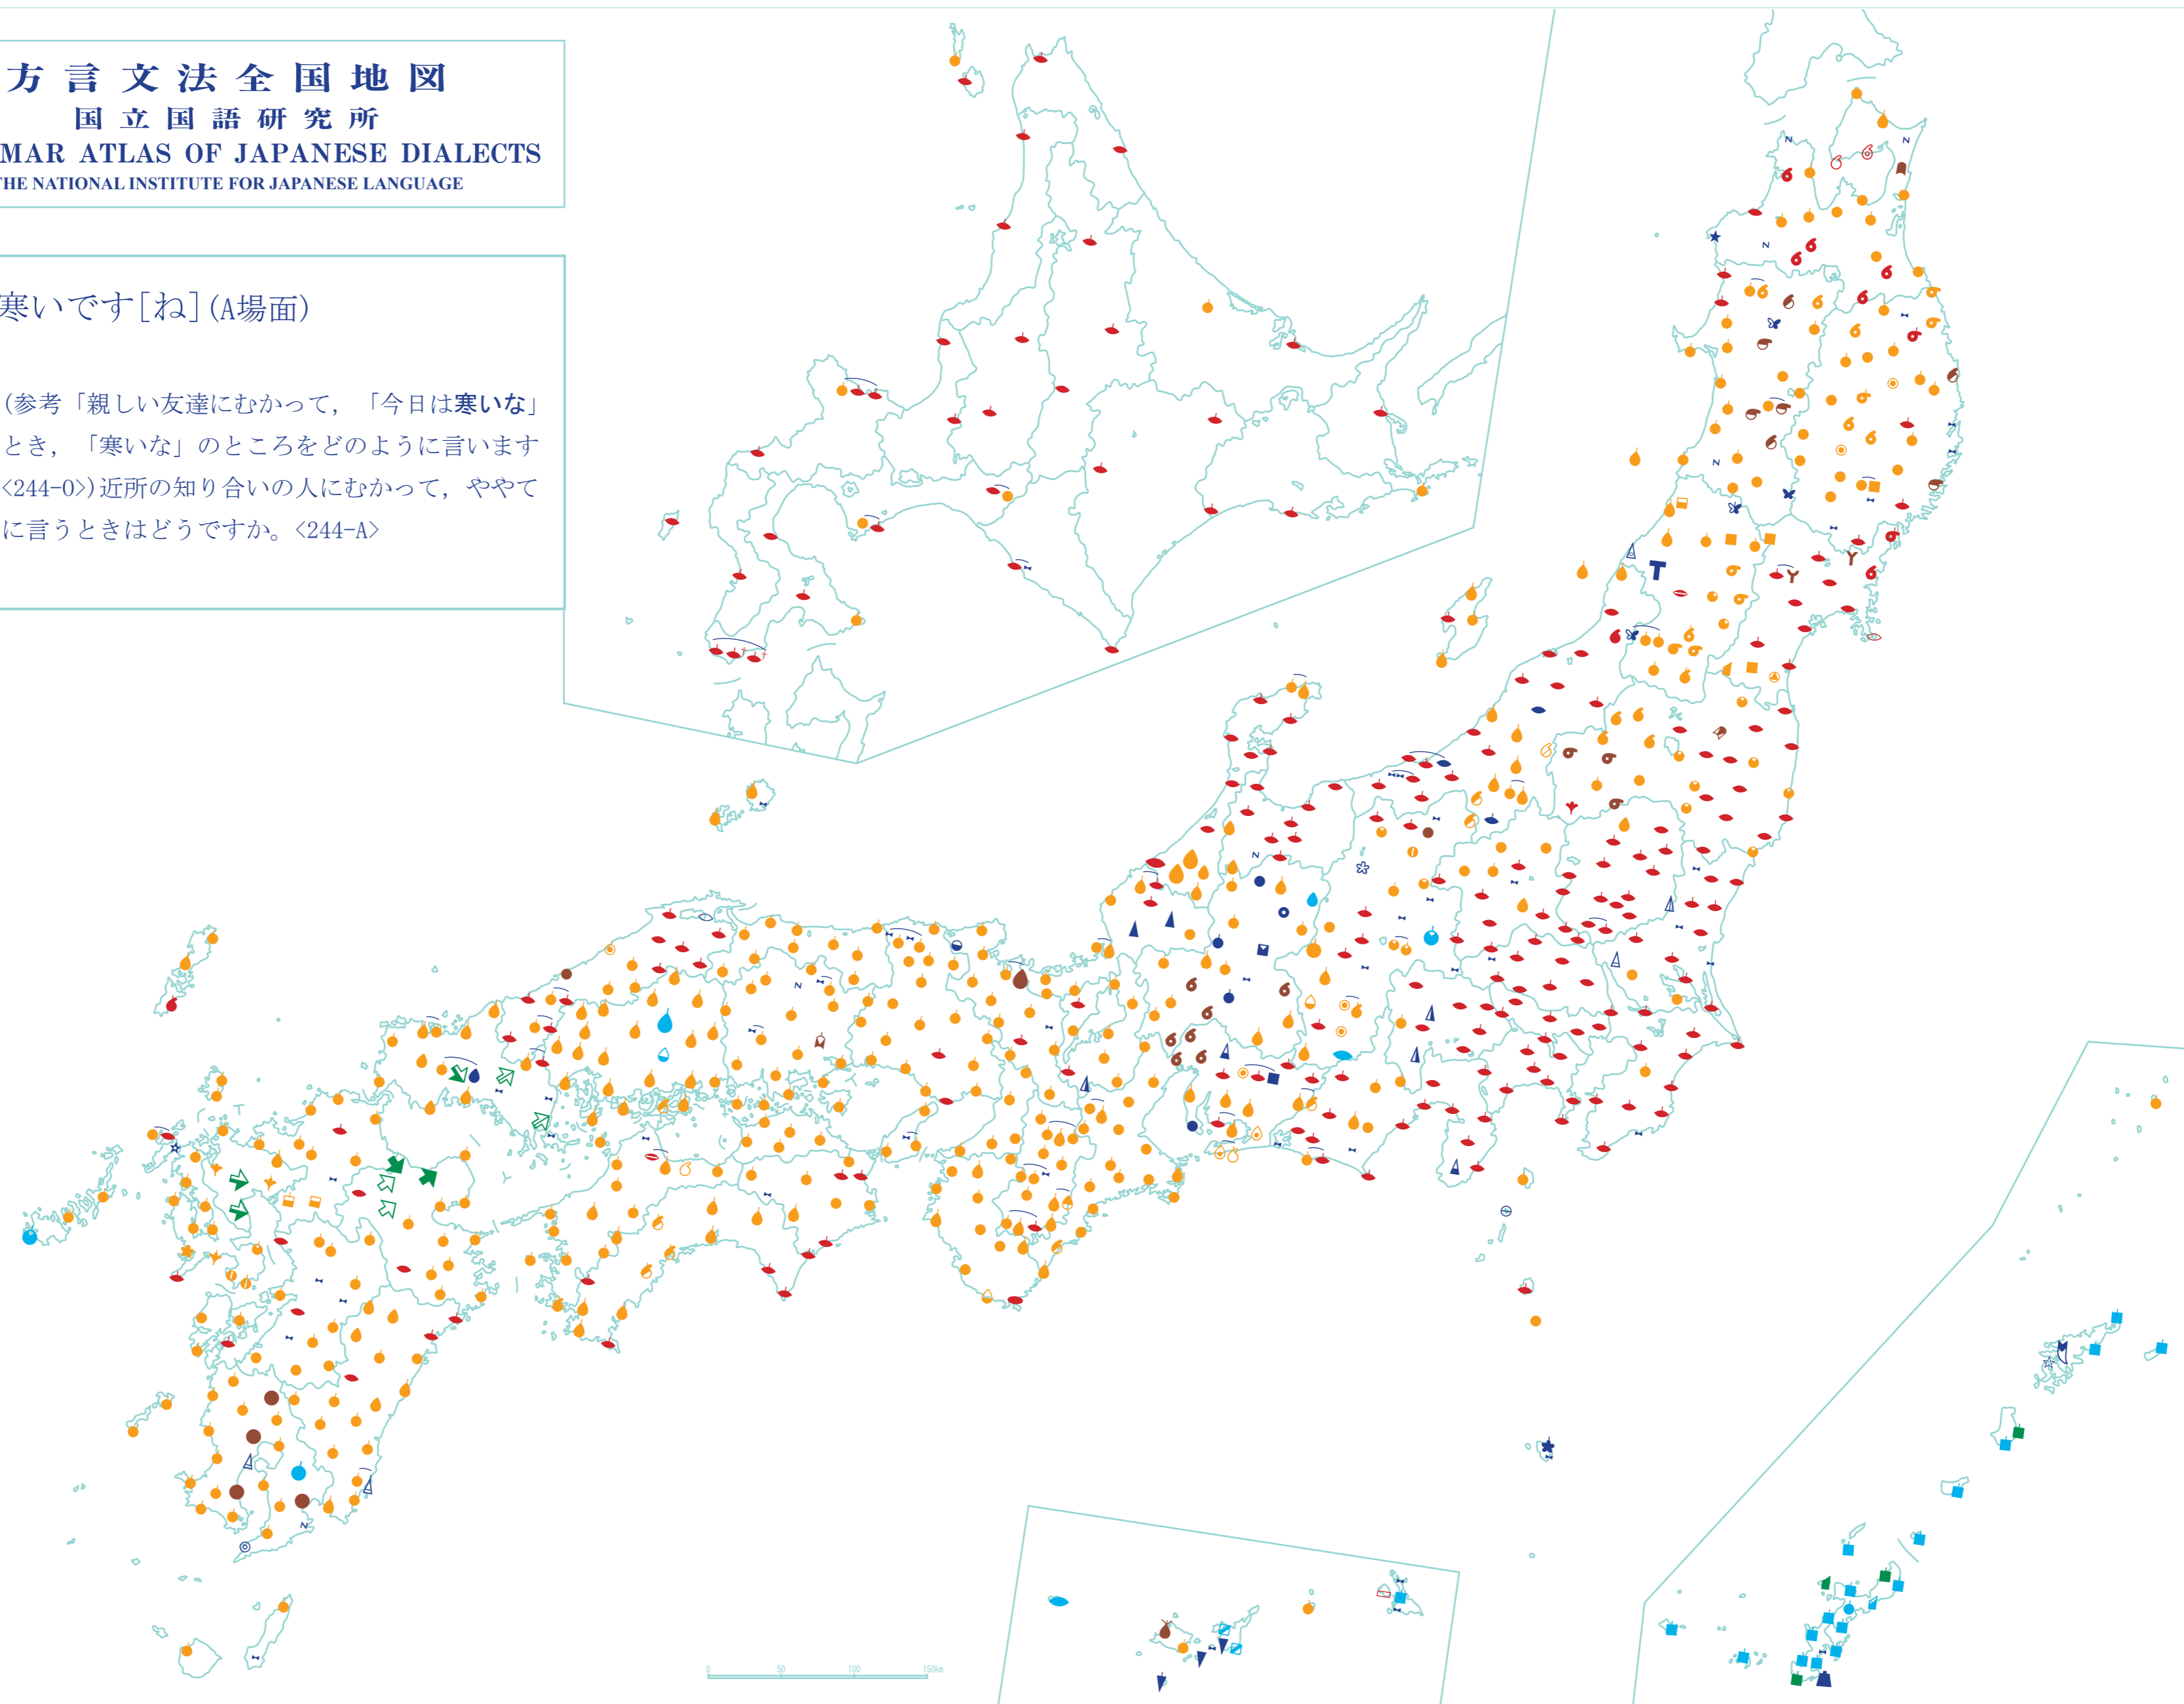 方言文法全国地図
国立国語研究所
MAR ATLAS OF JAPANESE DIALECTS
THE NATIONAL INSTITUTE FOR JAPANESE LANGUAGE
寒いです[ね](A場面)
(参考「親しい友達にむかって,「今日は寒いな」
とき,「寒いな」のところをどのように言います
<244-0>)近所の知り合いの人にむかって,ややて
に言うときはどうですか。<244-A>
0 50 100 150km